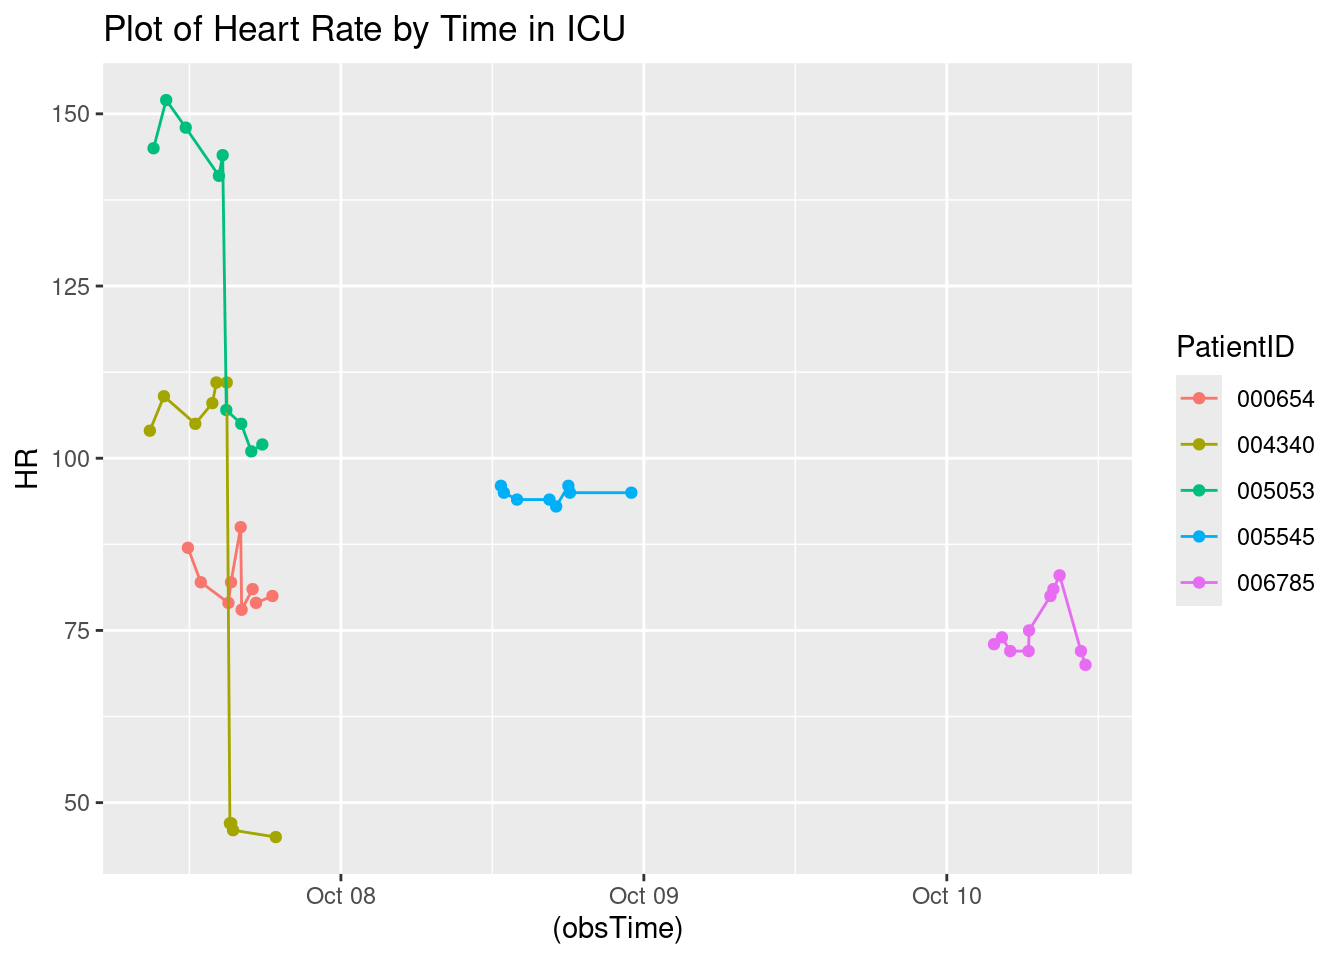 Plot of Heart Rate by Time in ICU
150
125
100
75
50
HR
Oct 08
Oct 09
Oct 10
(obsTime)
PatientID
000654
004340
005053
005545
006785